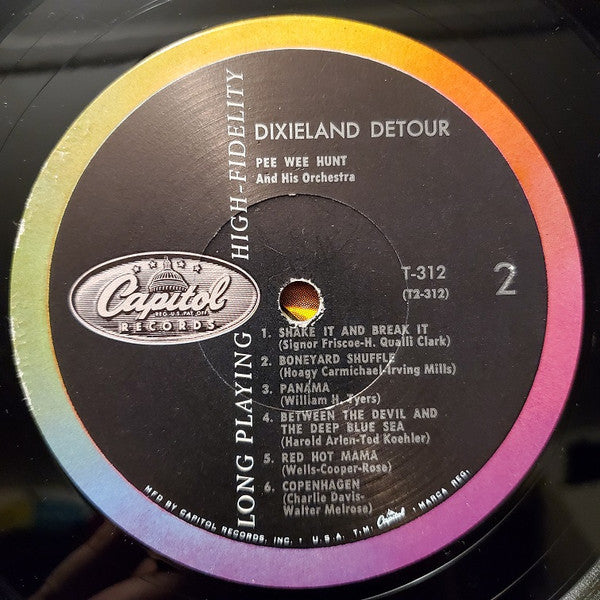 DIXIELAND DETOUR
PEE WEE HUNT
And His Orchestra
LONG PLAYING HIGH-FIDELITY
Capitol
REG. U.S. PAT. OFF.
RECORDS
T-312
(T2-312)
2
1. SHAKE IT AND BREAK IT
(Signor Friscoe-H. Qualli Clark)
2. BONEYARD SHUFFLE
(Hoagy Carmichael-Irving Mills)
3. PANAMA
(William H. Tyers)
4. BETWEEN THE DEVIL AND
THE DEEP BLUE SEA
(Harold Arlen-Ted Koehler)
5. RED HOT MAMA
(Wells-Cooper-Rose)
6. COPENHAGEN
(Charlie Davis-
Walter Melrose)
MFD BY CAPITOL RECORDS, INC. • U.S.A. T.M. Capitol • MARCA REG.